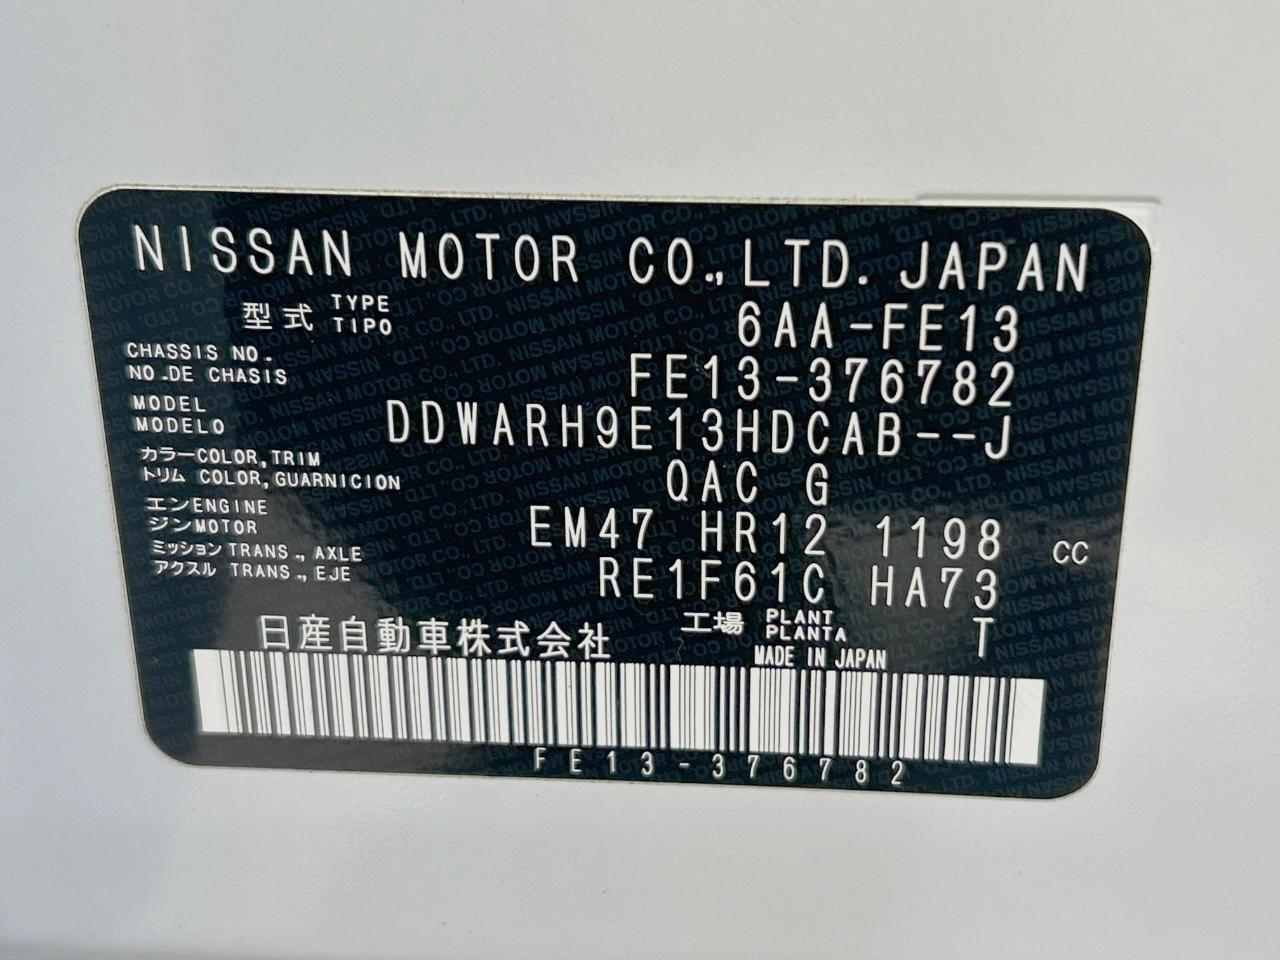 NISSAN MOTOR CO., LTD. JAPAN
型式 TYPE TIPO 6AA-FE13
CHASSIS NO. NO.DE CHASIS FE13-376782
MODEL MODELO DDWARH9E13HDCAB--J
カラーCOLOR,TRIM
トリム COLOR,GUARNICION QAC G
エンENGINE
ジンMOTOR EM47 HR12 1198 CC
ミッションTRANS., AXLE
アクスル TRANS., EJE RE1F61C HA73
工場 PLANT PLANTA T
日産自動車株式会社 MADE IN JAPAN
FE13-376782